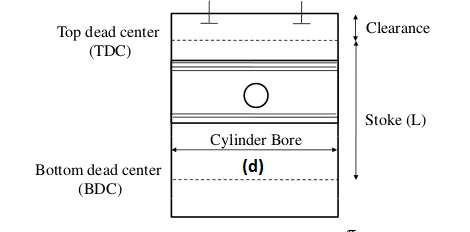 Top dead center
(TDC)
Clearance
Stoke (L)
Cylinder Bore
(d)
Bottom dead center
(BDC)